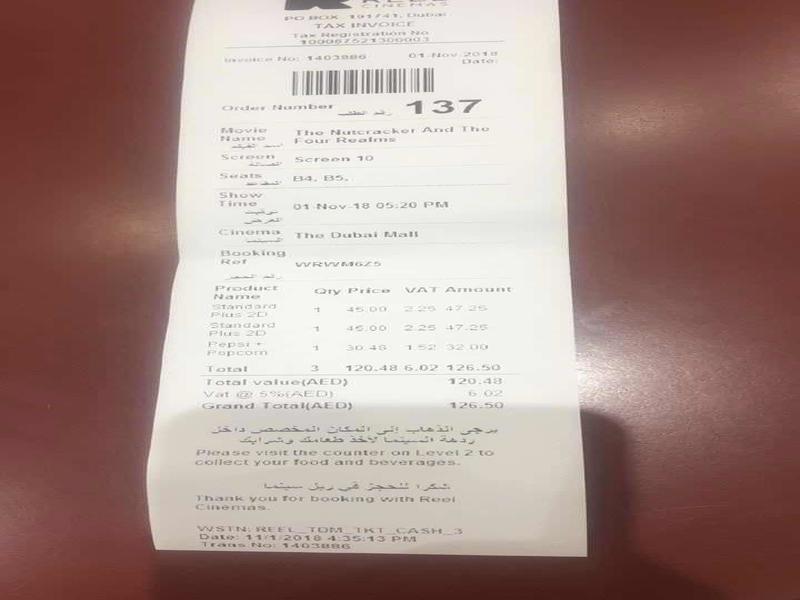 CINEMAS
PO BOX 191741, Dubai
TAX INVOICE
Tax Registration No
100067521300003
Invoice No: 1403886 01-Nov-2018
Date:
Order Number رقم الطلب 137
Movie Name اسم الفيلم The Nutcracker And The Four Realms
Screen الصالة Screen 10
Seats المقاعد B4, B5,
Show Time توقيت العرض 01-Nov-18 05:20 PM
Cinema السينما The Dubai Mall
Booking Ref رقم الحجز WRWM6Z5
Product Name Qty Price VAT Amount
Standard Plus 2D 1 45.00 2.25 47.25
Standard Plus 2D 1 45.00 2.25 47.25
Pepsi + Popcorn 1 30.48 1.52 32.00
Total 3 120.48 6.02 126.50
Total value(AED) 120.48
Vat @ 5%(AED) 6.02
Grand Total(AED) 126.50
يرجى الذهاب إلى المكان المخصص داخل
ردهة السينما لأخذ طعامك وشرابك
Please visit the counter on Level 2 to
collect your food and beverages.
شكرا للحجز في ريل سينما
Thank you for booking with Reel
Cinemas.
WSTN: REEL_TDM_TKT_CASH_3
Date: 11/1/2018 4:35:13 PM
Trans No: 1403886